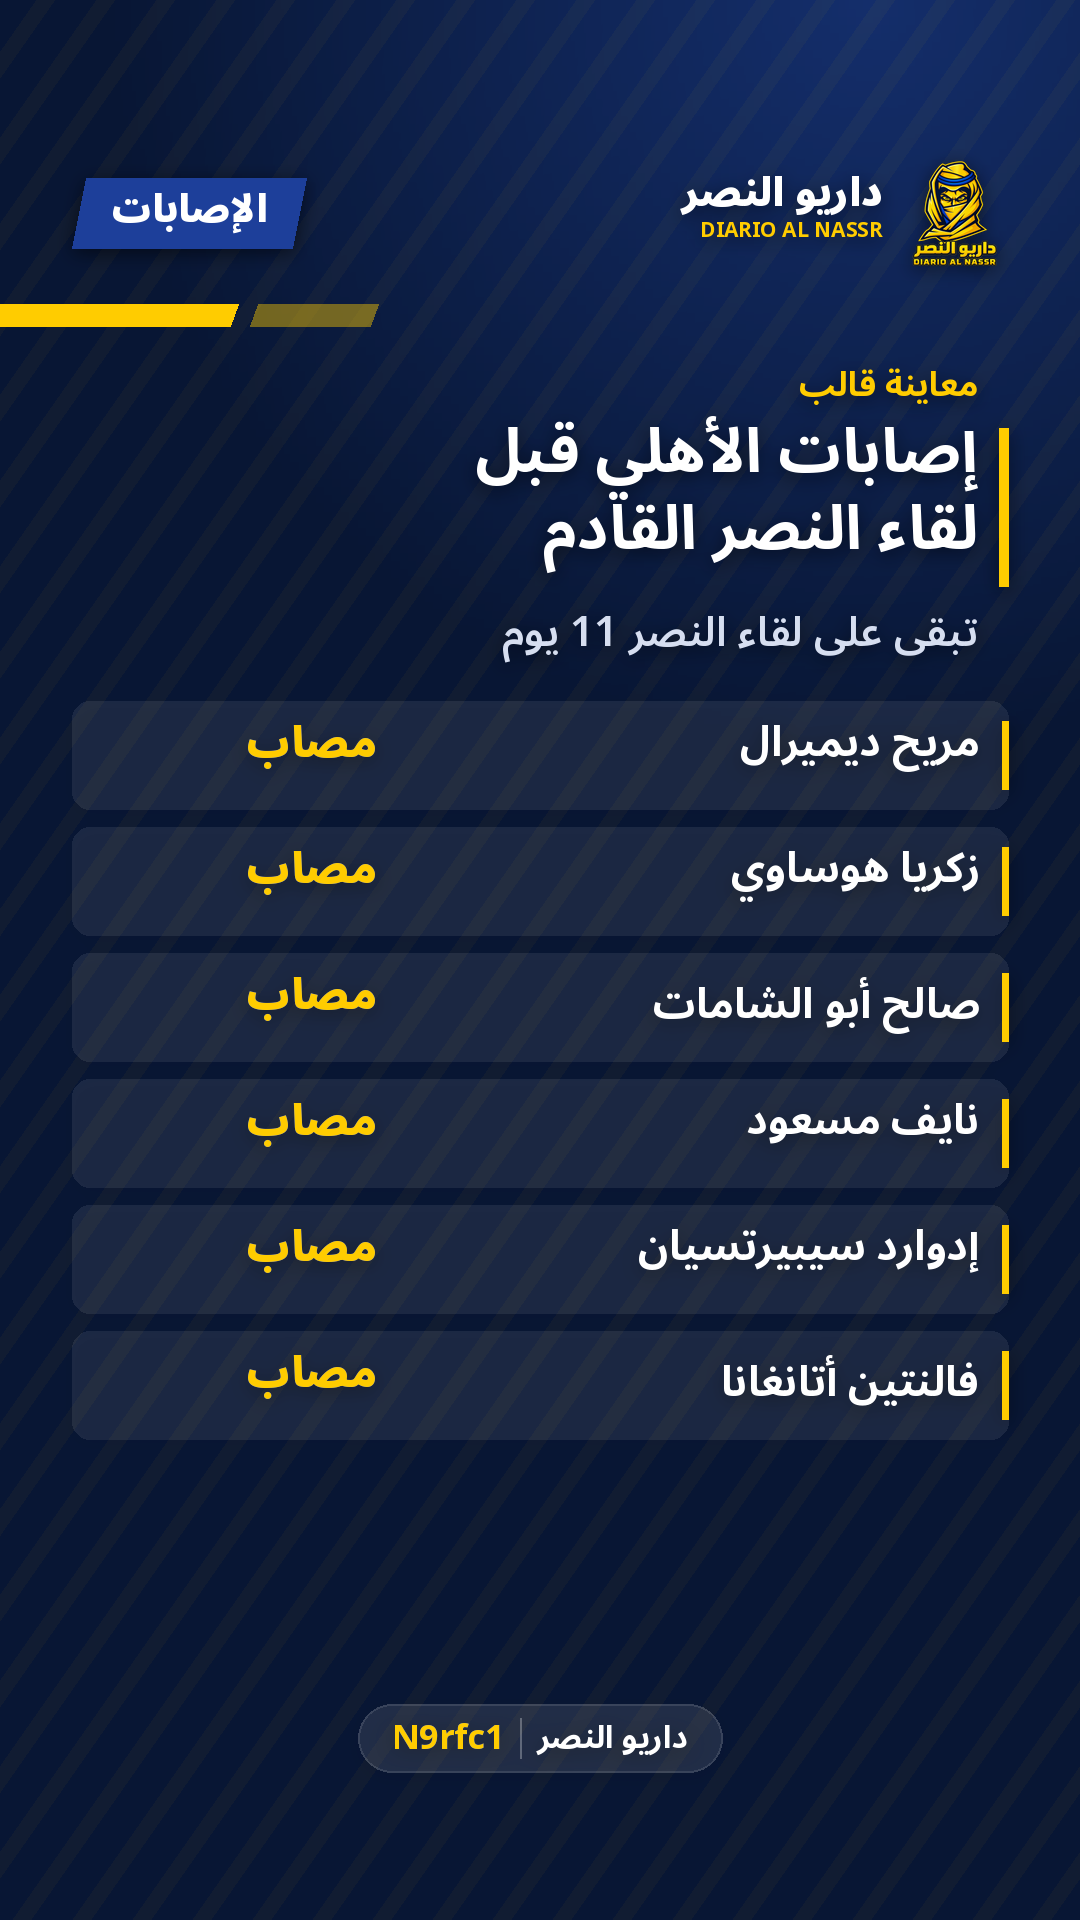 داريو النصر
DIARIO AL NASSR
داريو النصر
DIARIO AL NASSR
الإصابات
معاينة قالب
إصابات الأهلي قبل
لقاء النصر القادم
تبقى على لقاء النصر 11 يوم
مريح ديميرال مصاب
زكريا هوساوي مصاب
صالح أبو الشامات مصاب
نايف مسعود مصاب
إدوارد سيبيرتسيان مصاب
فالنتين أتانغانا مصاب
داريو النصر N9rfc1